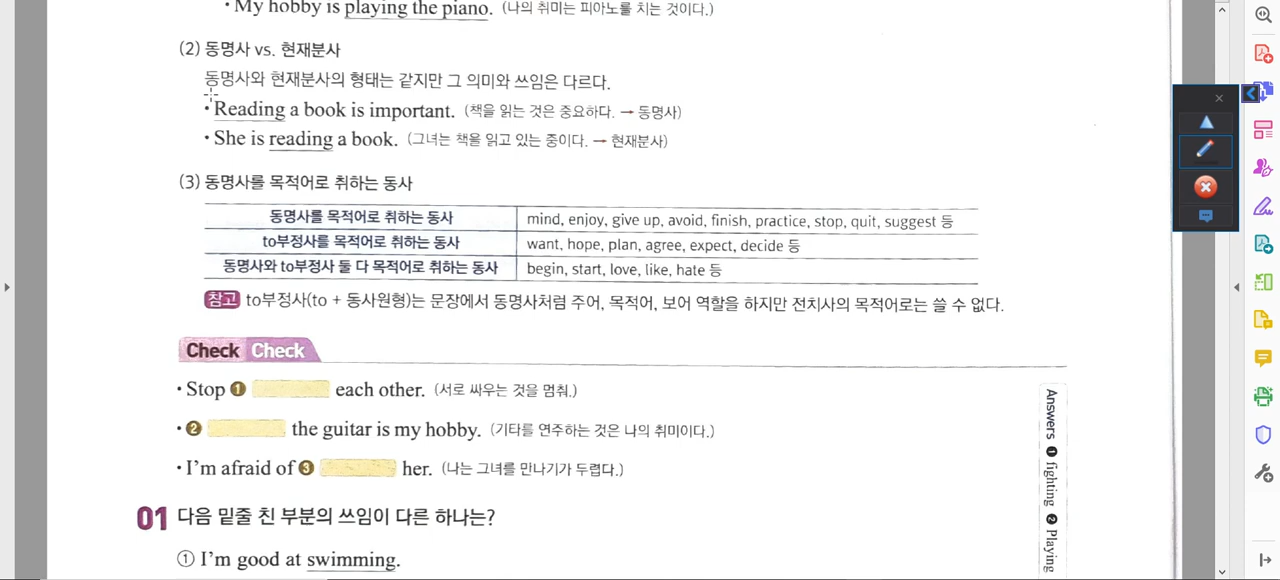 • My hobby is playing the piano. (나의 취미는 피아노를 치는 것이다.)
(2) 동명사 vs. 현재분사
동명사와 현재분사의 형태는 같지만 그 의미와 쓰임은 다르다.
• Reading a book is important. (책을 읽는 것은 중요하다. → 동명사)
• She is reading a book. (그녀는 책을 읽고 있는 중이다. → 현재분사)
(3) 동명사를 목적어로 취하는 동사
동명사를 목적어로 취하는 동사 mind, enjoy, give up, avoid, finish, practice, stop, quit, suggest 등
to부정사를 목적어로 취하는 동사 want, hope, plan, agree, expect, decide 등
동명사와 to부정사 둘 다 목적어로 취하는 동사 begin, start, love, like, hate 등
참고 to부정사(to + 동사원형)는 문장에서 동명사처럼 주어, 목적어, 보어 역할을 하지만 전치사의 목적어로는 쓸 수 없다.
Check Check
• Stop ❶ each other. (서로 싸우는 것을 멈춰.)
• ❷ the guitar is my hobby. (기타를 연주하는 것은 나의 취미이다.)
• I'm afraid of ❸ her. (나는 그녀를 만나기가 두렵다.)
Answers ❶ fighting ❷ Playing
01 다음 밑줄 친 부분의 쓰임이 다른 하나는?
① I'm good at swimming.